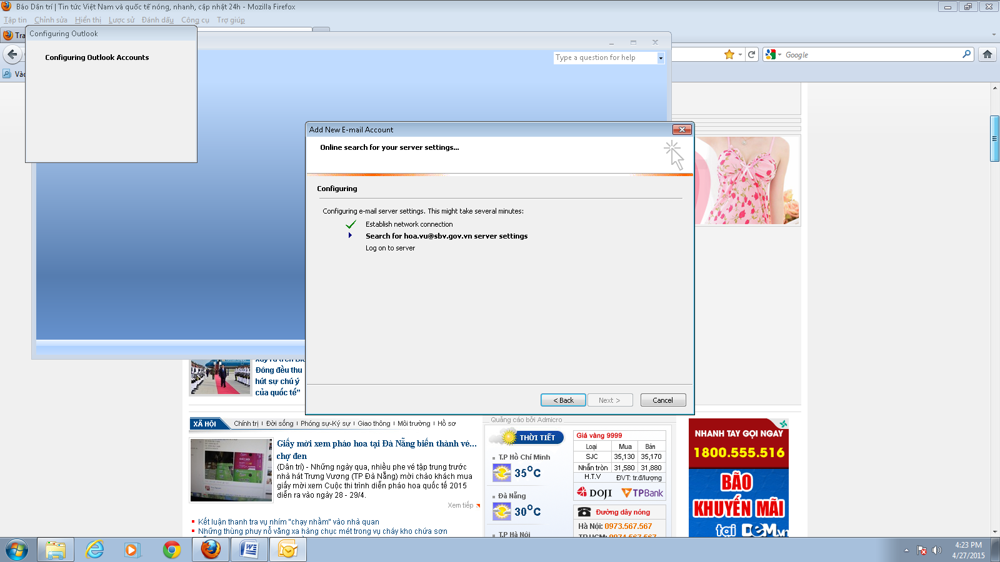 Báo Dân trí | Tin tức Việt Nam và quốc tế nóng, nhanh, cập nhật 24h - Mozilla Firefox
Tập tin Chỉnh sửa Hiển thị Lược sử Đánh dấu Công cụ Trợ giúp
Configuring Outlook
Configuring Outlook Accounts
Type a question for help
Google
Add New E-mail Account
Online search for your server settings...
Configuring
Configuring e-mail server settings. This might take several minutes:
Establish network connection
Search for hoa.vu@sbv.gov.vn server settings
Log on to server
< Back Next > Cancel
Đông đều thu
hút sự chú ý
của quốc tế”
XÃ HỘI Chính trị Đời sống Phóng sự-Ký sự Giao thông Môi trường Hồ sơ
Giấy mời xem pháo hoa tại Đà Nẵng biến thành vé...
chợ đen
(Dân trí) - Những ngày qua, nhiều phe vé tập trung trước
nhà hát Trưng Vương (TP Đà Nẵng) mời chào khách mua
giấy mời xem Cuộc thi trình diễn pháo hoa quốc tế 2015
diễn ra vào ngày 28 - 29/4.
Xem tiếp
Kết luận thanh tra vụ nhím "chạy nhầm" vào nhà quan
Những thùng phuy nổ văng xa hàng chục mét trong vụ cháy kho chứa sơn
Quảng cáo bởi Admicro
THỜI TIẾT
T.P Hồ Chí Minh
35°C
Đà Nẵng
30°C
T.P Hà Nội
Giá vàng 9999
Loại Mua Bán
SJC 35,130 35,170
Nhẫn tròn 31,580 31,880
H.T.V ĐVT: tr.đ/lượng
DOJI TPBank
Đường dây nóng
Hà Nội: 0973.567.567
TP.HCM: 0974.567.567
NHANH TAY GỌI NGAY
1800.555.516
BÃO
KHUYẾN MÃI
tại DeM.vn
4:23 PM
4/27/2015